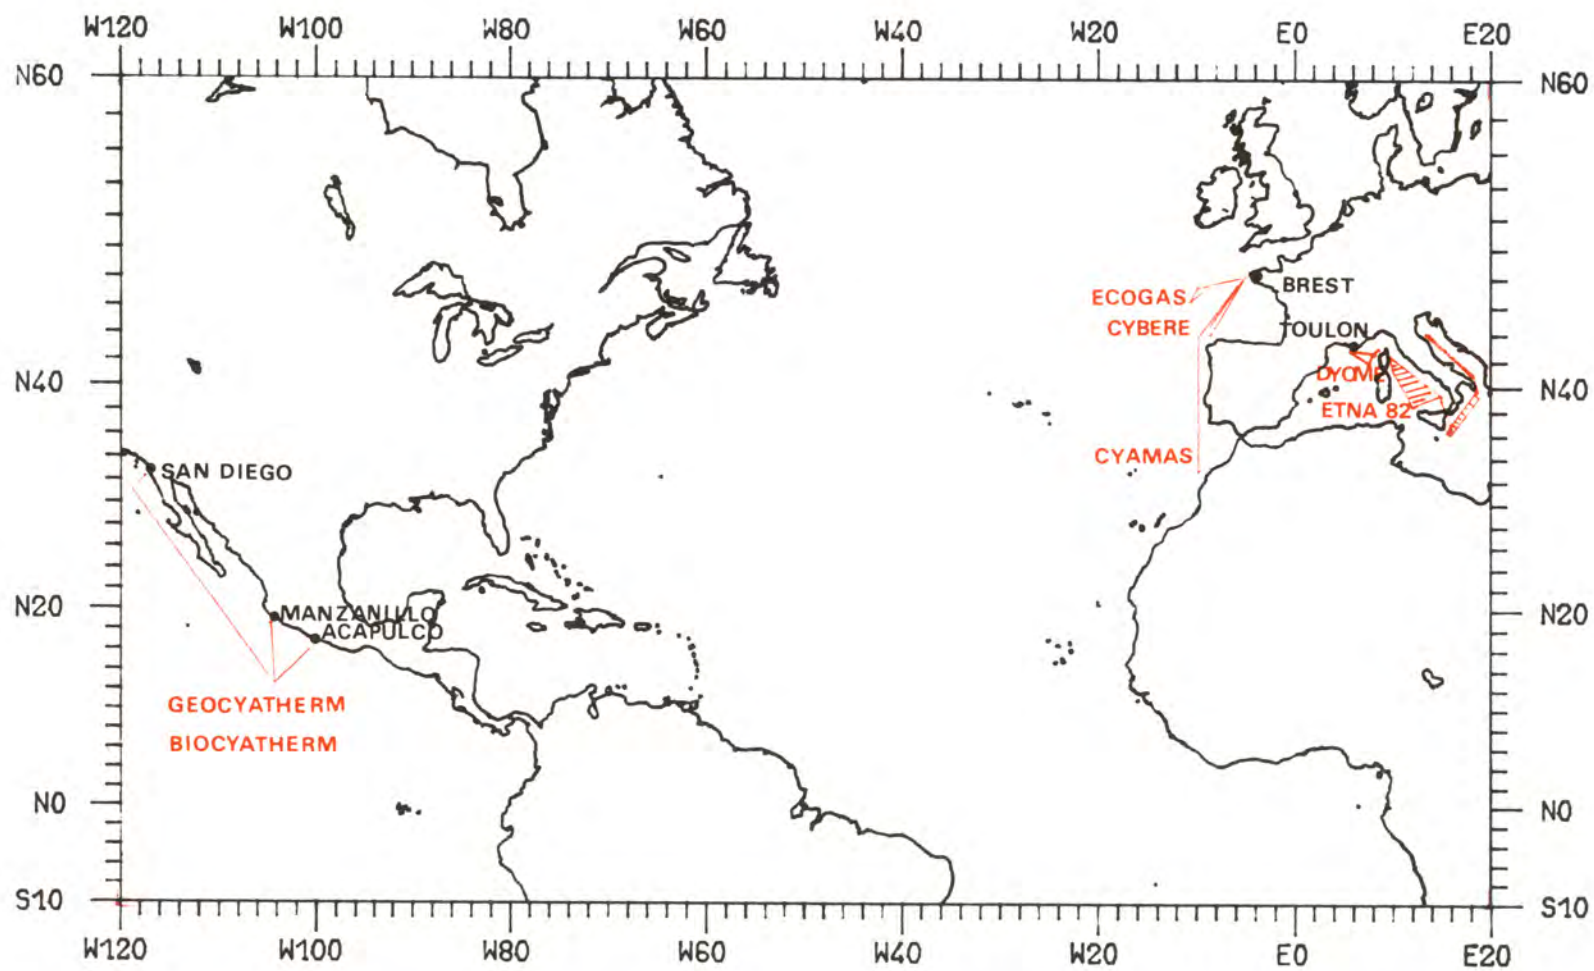 W120 W100 W80 W60 W40 W20 E0 E20
N60 N60
ECOGAS
BREST
CYBERE
TOULON
N40 DYOME N40
ETNA 82
CYAMAS
SAN DIEGO
N20 MANZANILLO N20
ACAPULCO
GEOCYATHERM
BIOCYATHERM
N0 N0
S10 S10
W120 W100 W80 W60 W40 W20 E0 E20